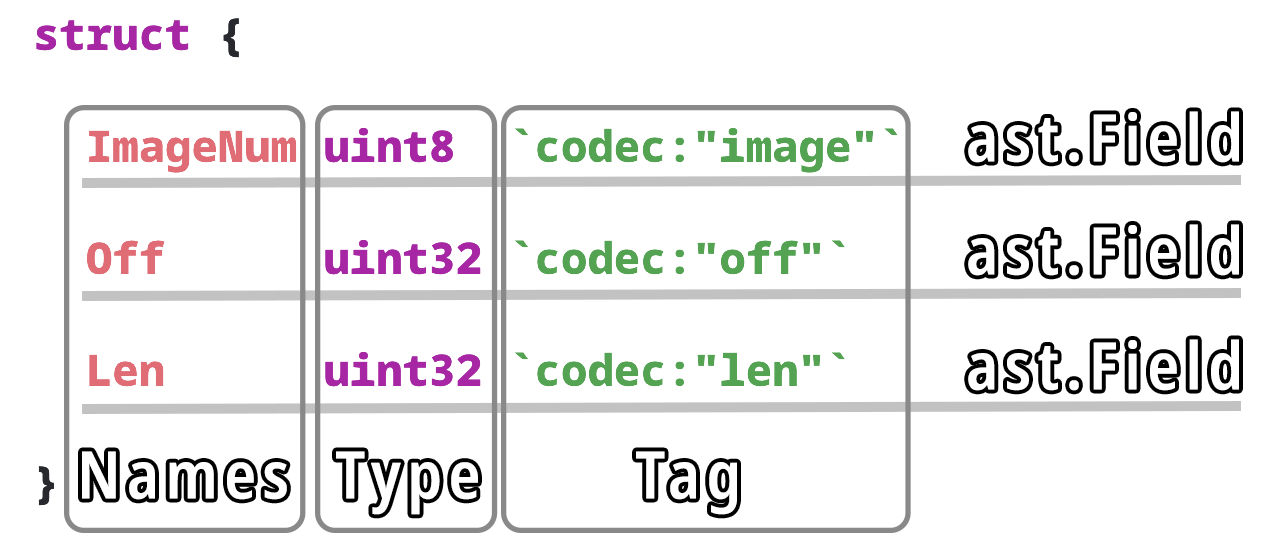 struct {
ImageNum uint8 `codec:"image"` ast.Field
Off uint32 `codec:"off"` ast.Field
Len uint32 `codec:"len"` ast.Field
} Names Type Tag